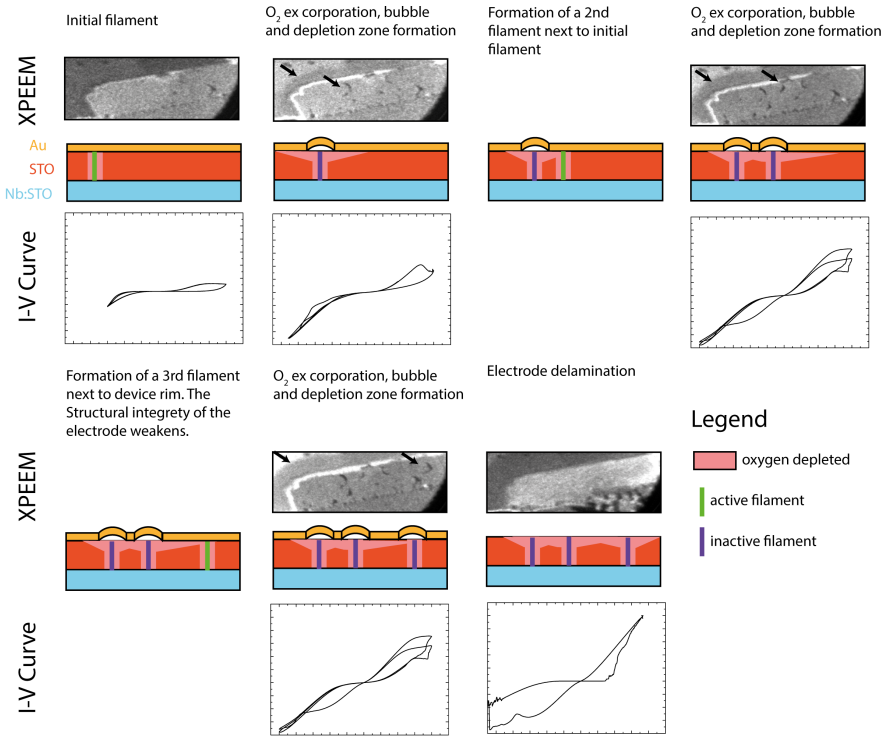 Initial filament
O2 ex corporation, bubble
and depletion zone formation
Formation of a 2nd
filament next to initial
filament
O2 ex corporation, bubble
and depletion zone formation
XPEEM
Au
STO
Nb:STO
I-V Curve
Formation of a 3rd filament
next to device rim. The
Structural integrety of the
electrode weakens.
O2 ex corporation, bubble
and depletion zone formation
Electrode delamination
XPEEM
I-V Curve
Legend
oxygen depleted
active filament
inactive filament